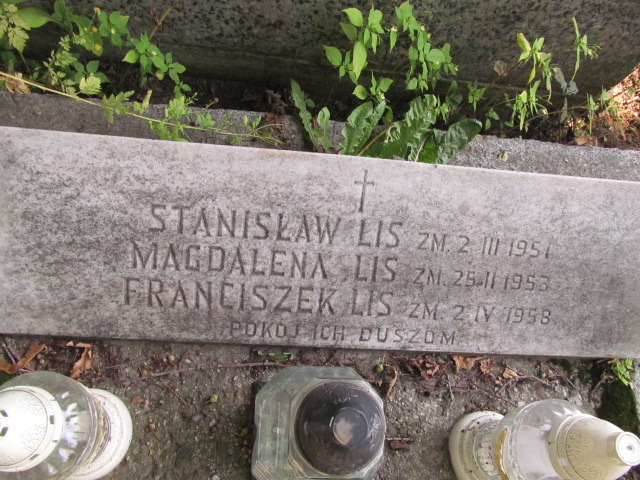 STANISŁAW LIS ZM. 2 III 1951
MAGDALENA LIS ZM. 25.II 1953
FRANCISZEK LIS ZM. 2 IV 1958
POKÓJ ICH DUSZOM